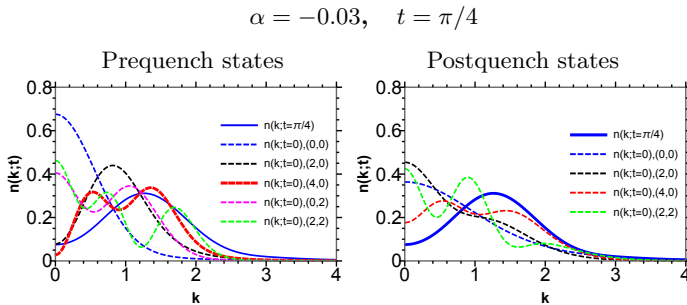 α = −0.03,   t = π/4
Prequench states
Postquench states
0.8
0.6
0.4
0.2
0
0
1
2
3
4
n(k;t)
k
n(k;t=π/4)
n(k;t=0),(0,0)
n(k;t=0),(2,0)
n(k;t=0),(4,0)
n(k;t=0),(0,2)
n(k;t=0),(2,2)
0.8
0.6
0.4
0.2
0
0
1
2
3
4
n(k;t)
k
n(k;t=π/4)
n(k;t=0),(0,0)
n(k;t=0),(2,0)
n(k;t=0),(4,0)
n(k;t=0),(2,2)